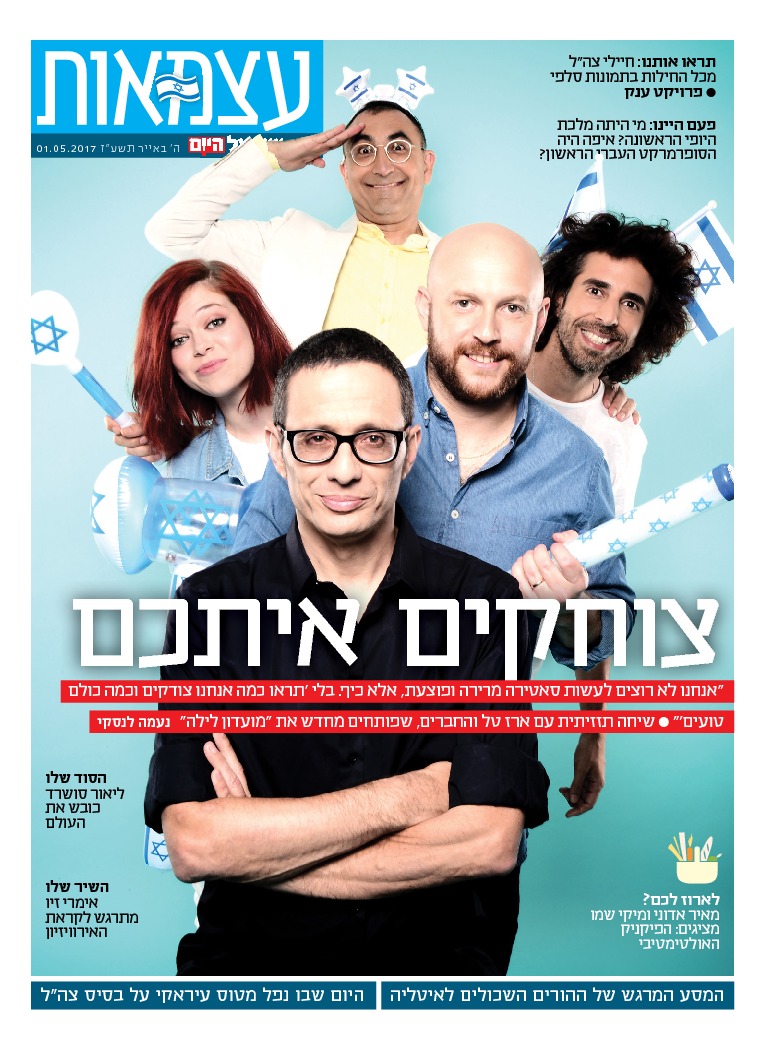 עצמאות
ישראל היום
ה' באייר תשע"ז 01.05.2017
תראו אותנו: חיילי צה"ל
מכל החילות בתמונות סלפי
● פרויקט ענק
פעם היינו: מי היתה מלכת
היופי הראשונה? איפה היה
הסופרמרקט העברי הראשון?
צוחקים איתכם
"אנחנו לא רוצים לעשות סאטירה מרירה ופוצעת, אלא כיף. בלי 'תראו כמה אנחנו צודקים וכמה כולם
טועים'" ● שיחה תזזיתית עם ארז טל והחברים, שפותחים מחדש את "מועדון לילה" נעמה לנסקי
הסוד שלו
ליאור סושרד
כובש את
העולם
השיר שלו
אימרי זיו
מתרגש לקראת
האירוויזיון
לארוז לכם?
מאיר אדוני ומיקי שמו
מציגים: הפיקניק
האולטימטיבי
המסע המרגש של ההורים השכולים לאיטליה
היום שבו נפל מטוס עיראקי על בסיס צה"ל